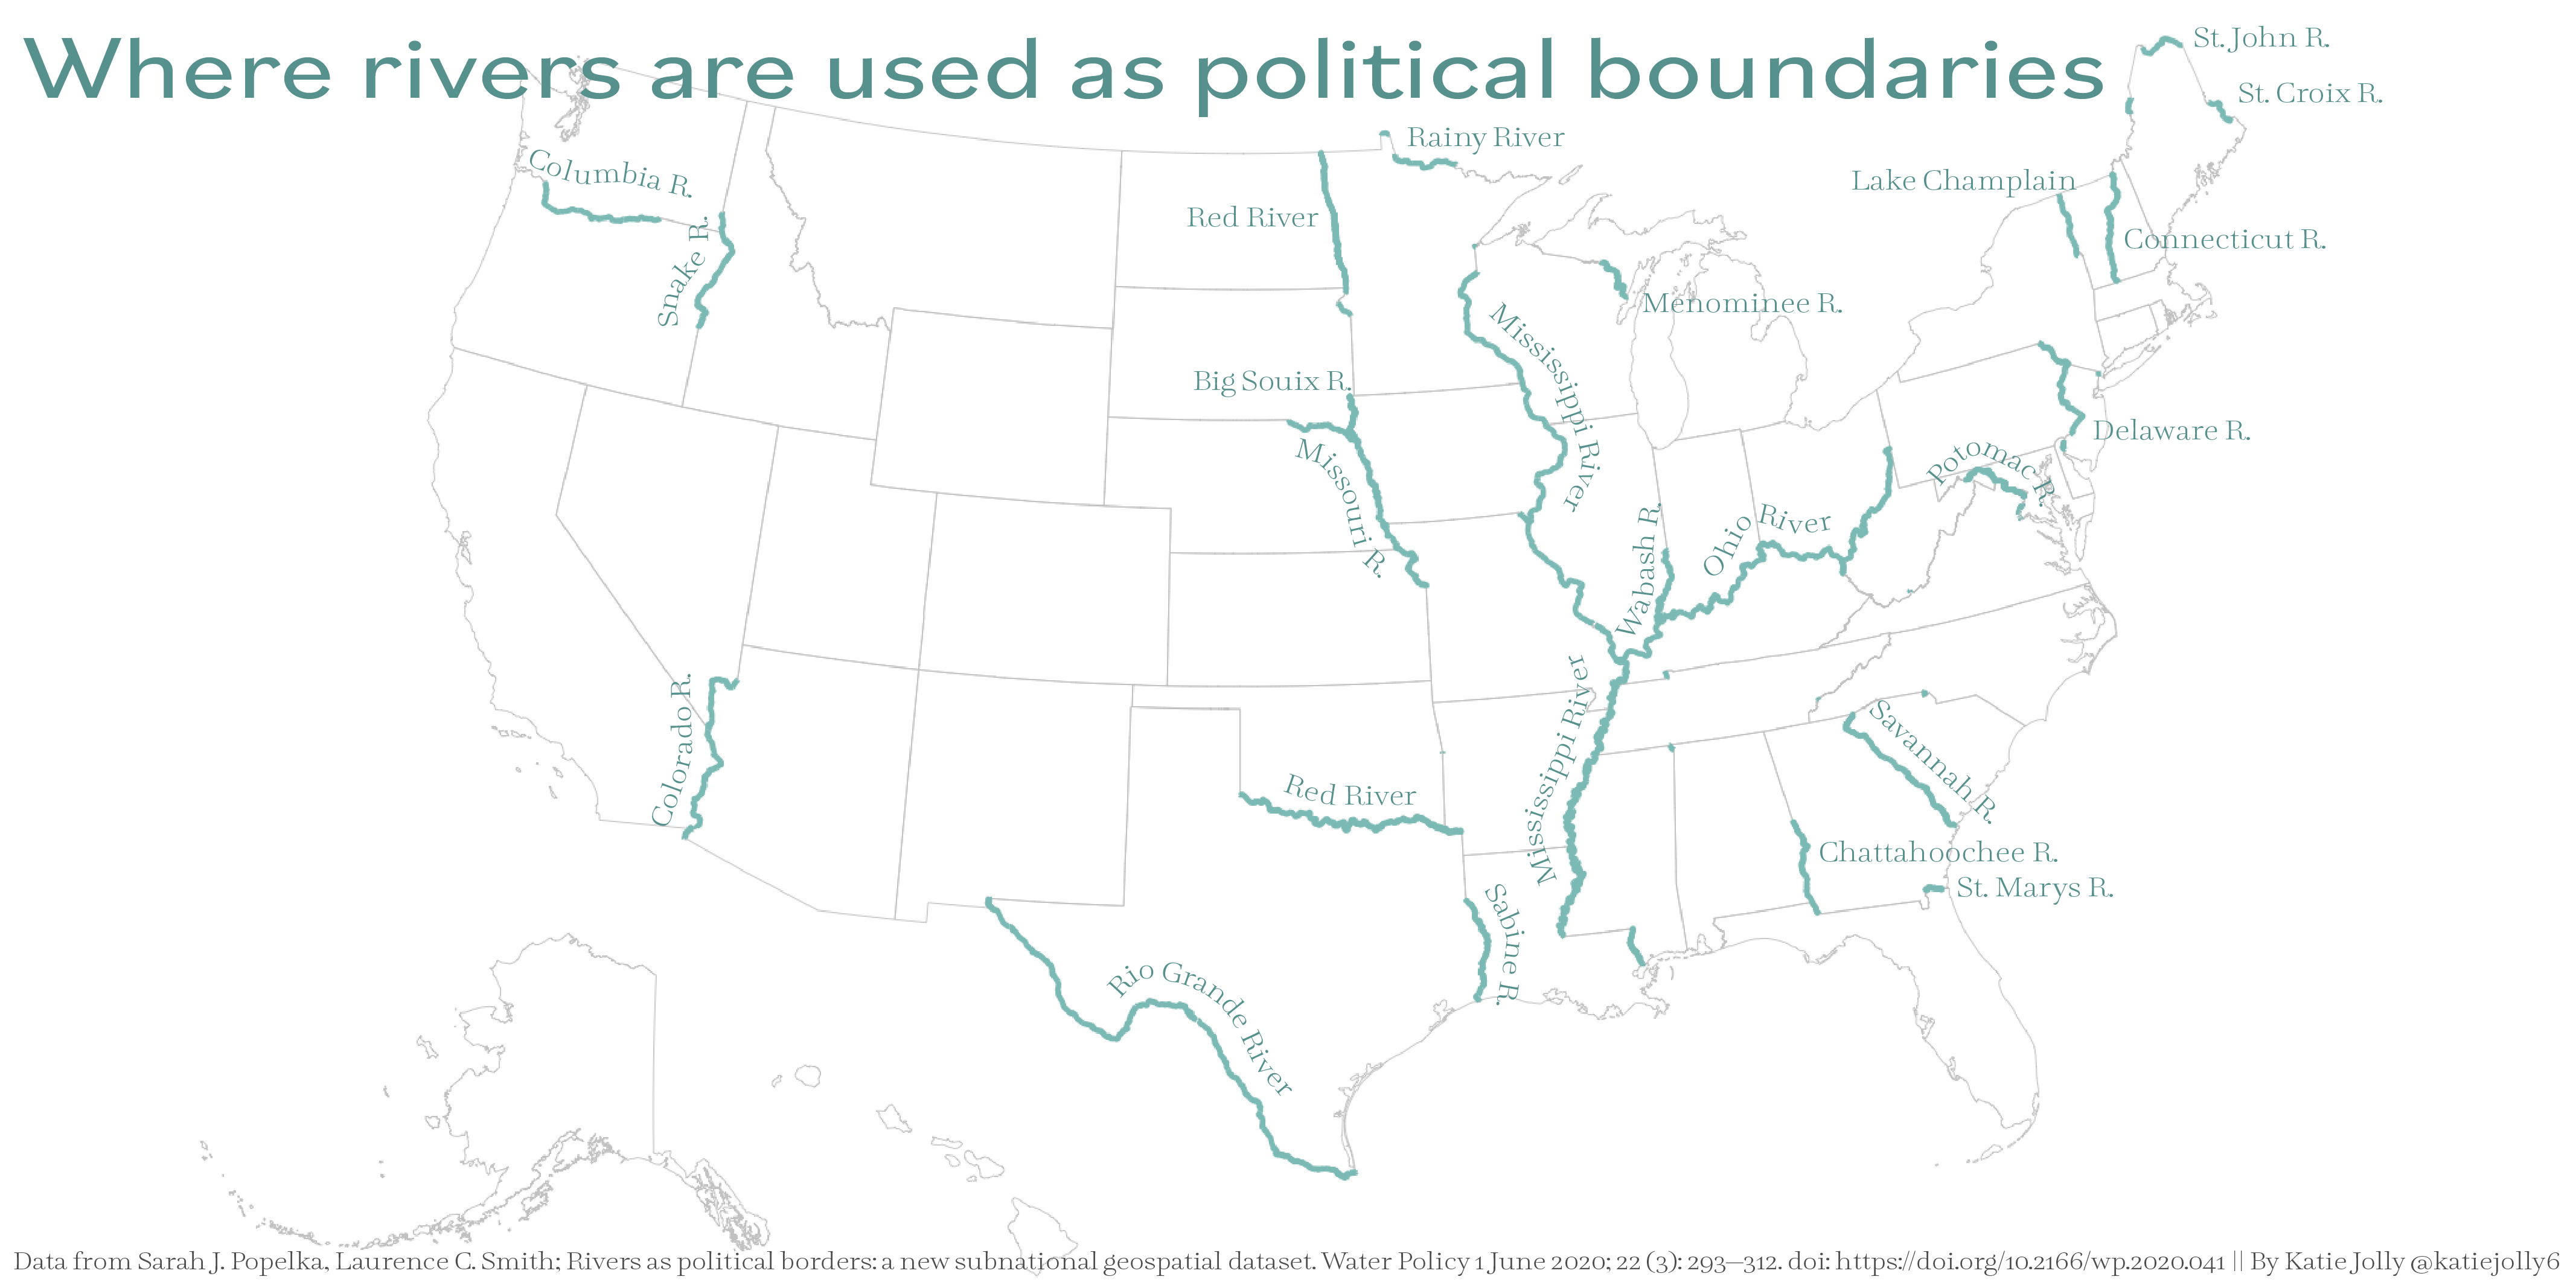 Where rivers are used as political boundaries
St. John R.
St. Croix R.
Rainy River
Columbia R.
Lake Champlain
Red River
Connecticut R.
Snake R.
Menominee R.
Mississippi River
Big Souix R.
Delaware R.
Missouri R.
Potomac R.
Wabash R.
Ohio River
Colorado R.
Mississippi River
Savannah R.
Red River
Chattahoochee R.
St. Marys R.
Sabine R.
Rio Grande River
Data from Sarah J. Popelka, Laurence C. Smith; Rivers as political borders: a new subnational geospatial dataset. Water Policy 1 June 2020; 22 (3): 293–312. doi: https://doi.org/10.2166/wp.2020.041 || By Katie Jolly @katiejolly6